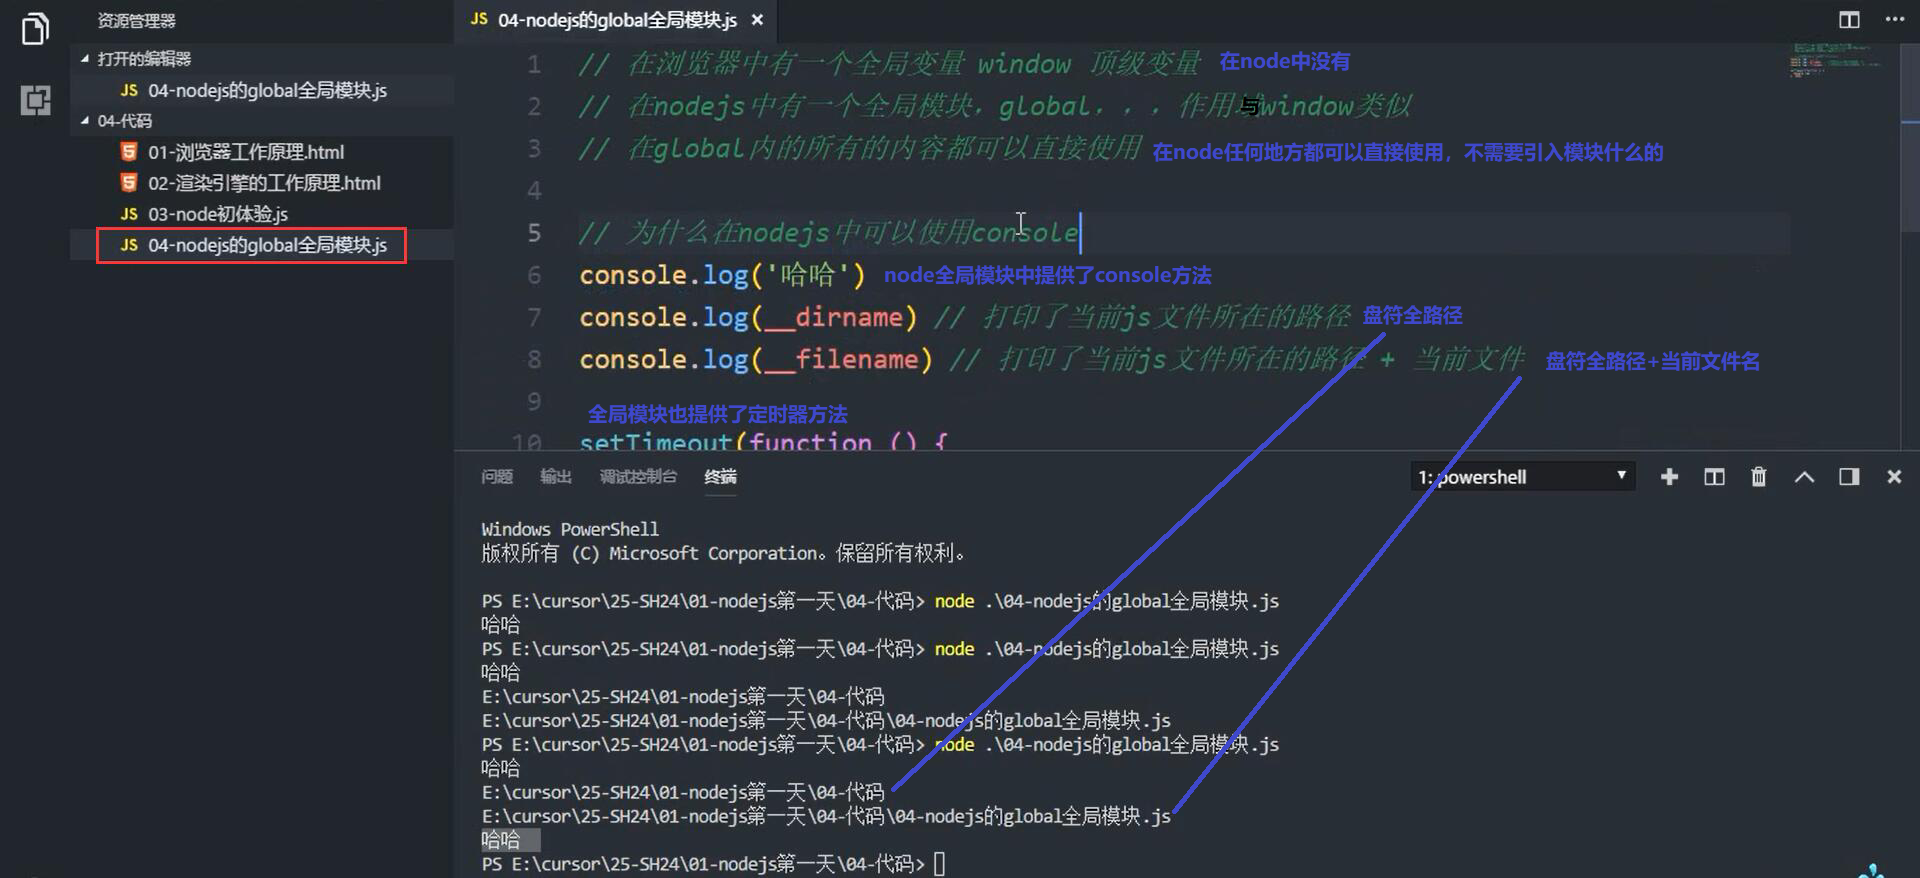 资源管理器
打开的编辑器
JS 04-nodejs的global全局模块.js
04-代码
01-浏览器工作原理.html
02-渲染引擎的工作原理.html
JS 03-node初体验.js
JS 04-nodejs的global全局模块.js
JS 04-nodejs的global全局模块.js ×
1 // 在浏览器中有一个全局变量 window 顶级变量 在node中没有
2 // 在nodejs中有一个全局模块，global，，，作用域window类似
3 // 在global内的所有的内容都可以直接使用 在node任何地方都可以直接使用，不需要引入模块什么的
4
5 // 为什么在nodejs中可以使用console
6 console.log('哈哈') node全局模块中提供了console方法
7 console.log(__dirname) // 打印了当前js文件所在的路径 盘符全路径
8 console.log(__filename) // 打印了当前js文件所在的路径 + 当前文件 盘符全路径+当前文件名
9
全局模块也提供了定时器方法
10 setTimeout(function () {
问题 输出 调试控制台 终端 1: powershell
Windows PowerShell
版权所有 (C) Microsoft Corporation。保留所有权利。
PS E:\cursor\25-SH24\01-nodejs第一天\04-代码> node .\04-nodejs的global全局模块.js
哈哈
PS E:\cursor\25-SH24\01-nodejs第一天\04-代码> node .\04-nodejs的global全局模块.js
哈哈
E:\cursor\25-SH24\01-nodejs第一天\04-代码
E:\cursor\25-SH24\01-nodejs第一天\04-代码\04-nodejs的global全局模块.js
PS E:\cursor\25-SH24\01-nodejs第一天\04-代码> node .\04-nodejs的global全局模块.js
哈哈
E:\cursor\25-SH24\01-nodejs第一天\04-代码
E:\cursor\25-SH24\01-nodejs第一天\04-代码\04-nodejs的global全局模块.js
哈哈
PS E:\cursor\25-SH24\01-nodejs第一天\04-代码>